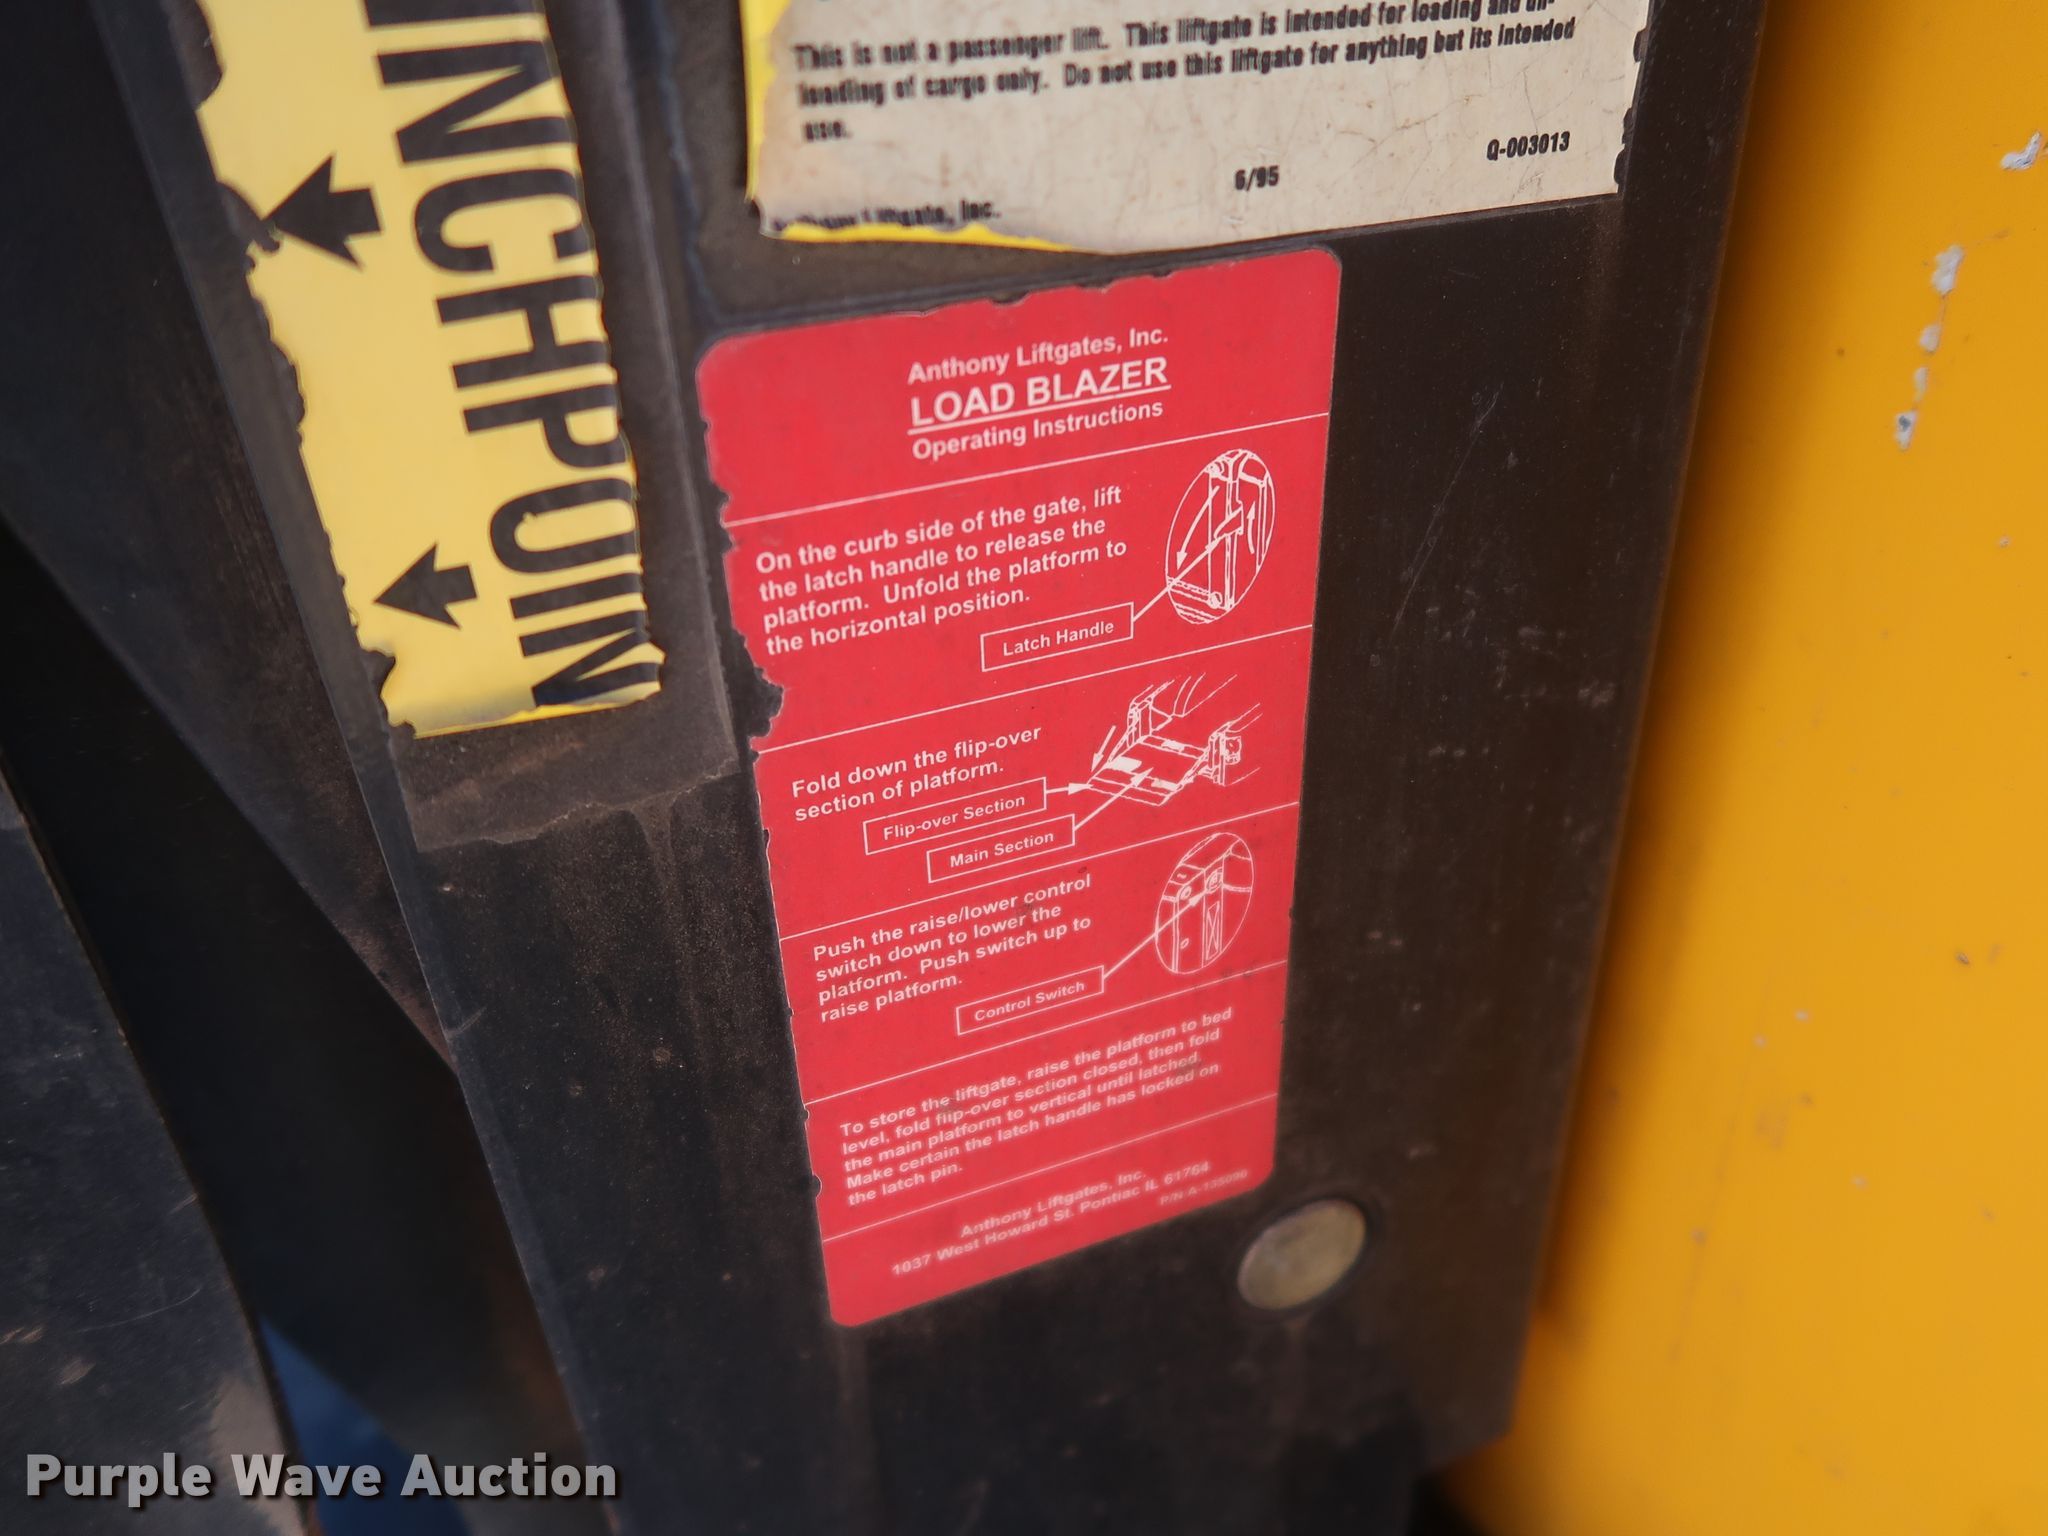 INCHPOIN
This is not a passenger lift. This liftgate is intended for loading and un-
loading of cargo only. Do not use this liftgate for anything but its intended
use.
6/95
Q-003013
Liftgate, Inc.
Anthony Liftgates, Inc.
LOAD BLAZER
Operating Instructions
On the curb side of the gate, lift
the latch handle to release the
platform. Unfold the platform to
the horizontal position.
Latch Handle
Fold down the flip-over
section of platform.
Flip-over Section
Main Section
Push the raise/lower control
switch down to lower the
platform. Push switch up to
raise platform.
Control Switch
To store the liftgate, raise the platform to bed
level, fold flip-over section closed, then fold
the main platform to vertical until latched.
Make certain the latch handle has locked on
the latch pin.
Anthony Liftgates, Inc.
1037 West Howard St. Pontiac IL 61764
P/N A-135090
Purple Wave Auction